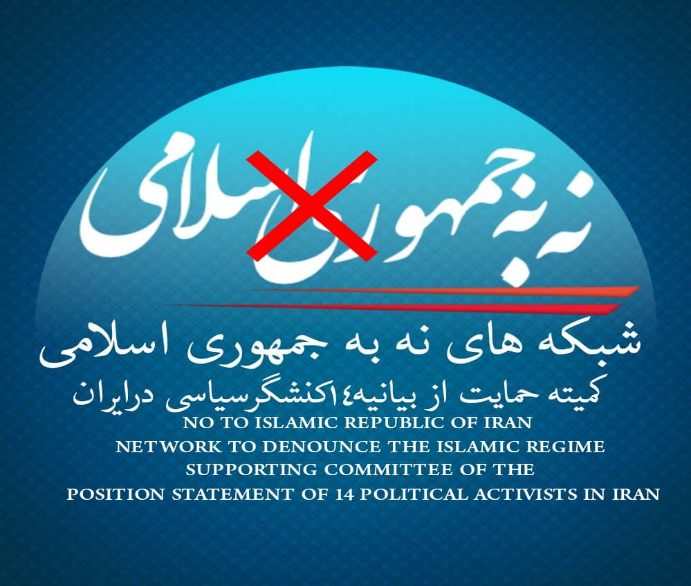 نه به جمهوری اسلامی
شبکه های نه به جمهوری اسلامی
کمیته حمایت از بیانیه۱٤کنشگرسیاسی درایران
NO TO ISLAMIC REPUBLIC OF IRAN
NETWORK TO DENOUNCE THE ISLAMIC REGIME
SUPPORTING COMMITTEE OF THE
POSITION STATEMENT OF 14 POLITICAL ACTIVISTS IN IRAN